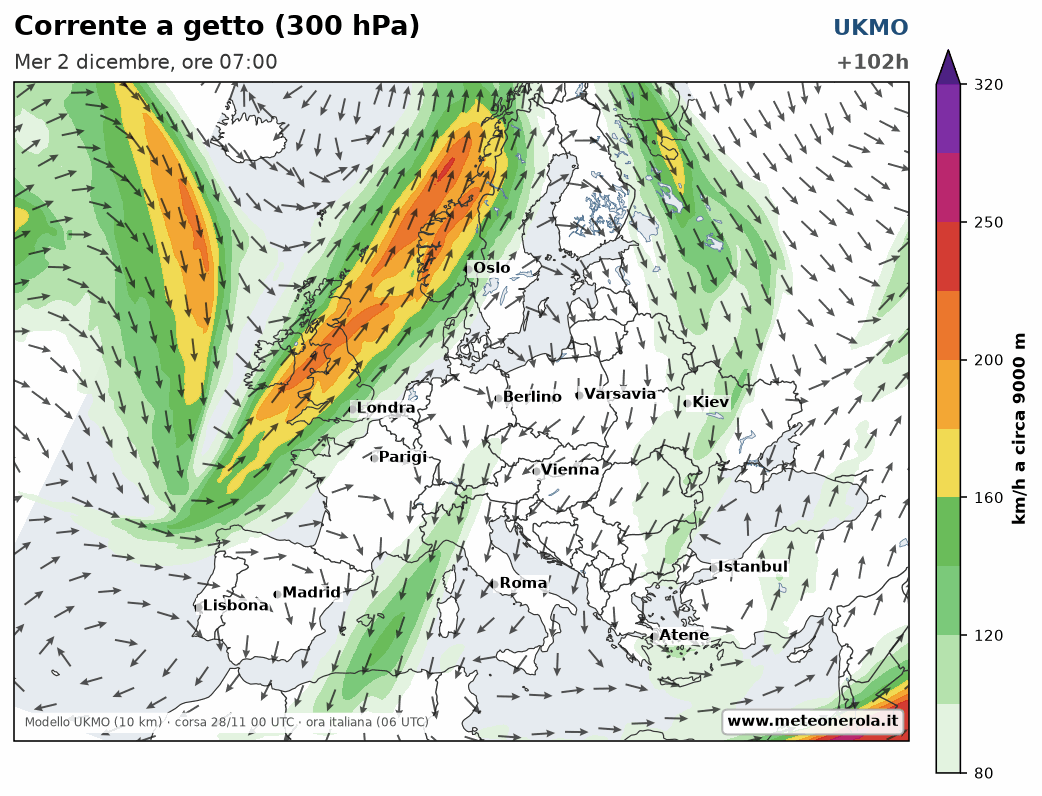 Corrente a getto (300 hPa)
UKMO
Mer 2 dicembre, ore 07:00
+102h
320
250
200
160
120
80
km/h a circa 9000 m
Oslo
Londra
Berlino
Varsavia
Kiev
Parigi
Vienna
Istanbul
Roma
Madrid
Lisbona
Atene
Modello UKMO (10 km) · corsa 28/11 00 UTC · ora italiana (06 UTC)
www.meteonerola.it